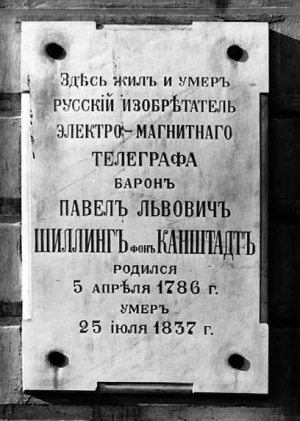 Здѣсь жилъ и умеръ
русскій изобрѣтатель
электро-магнитнаго
телеграфа
баронъ
Павелъ Львовичъ
Шиллингъ фонъ Канштадтъ
родился
5 апрѣля 1786 г.
умеръ
25 іюля 1837 г.